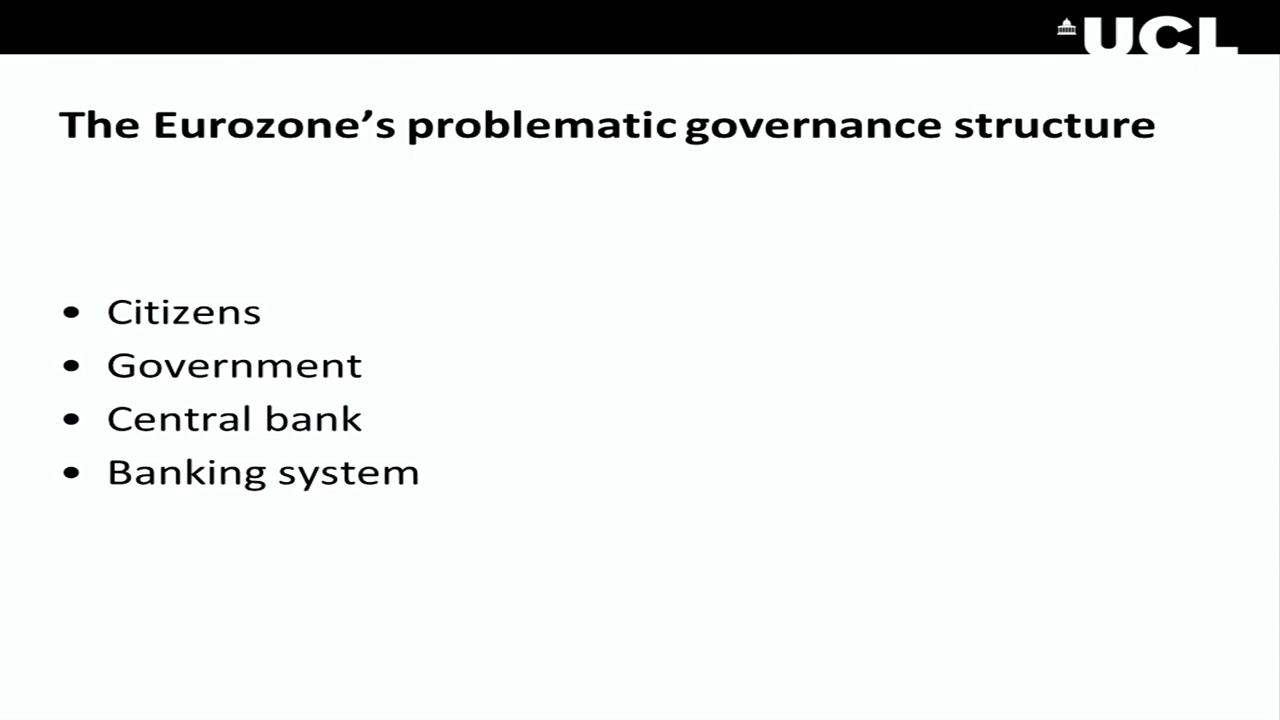 UCL
The Eurozone’s problematic governance structure
• Citizens
• Government
• Central bank
• Banking system